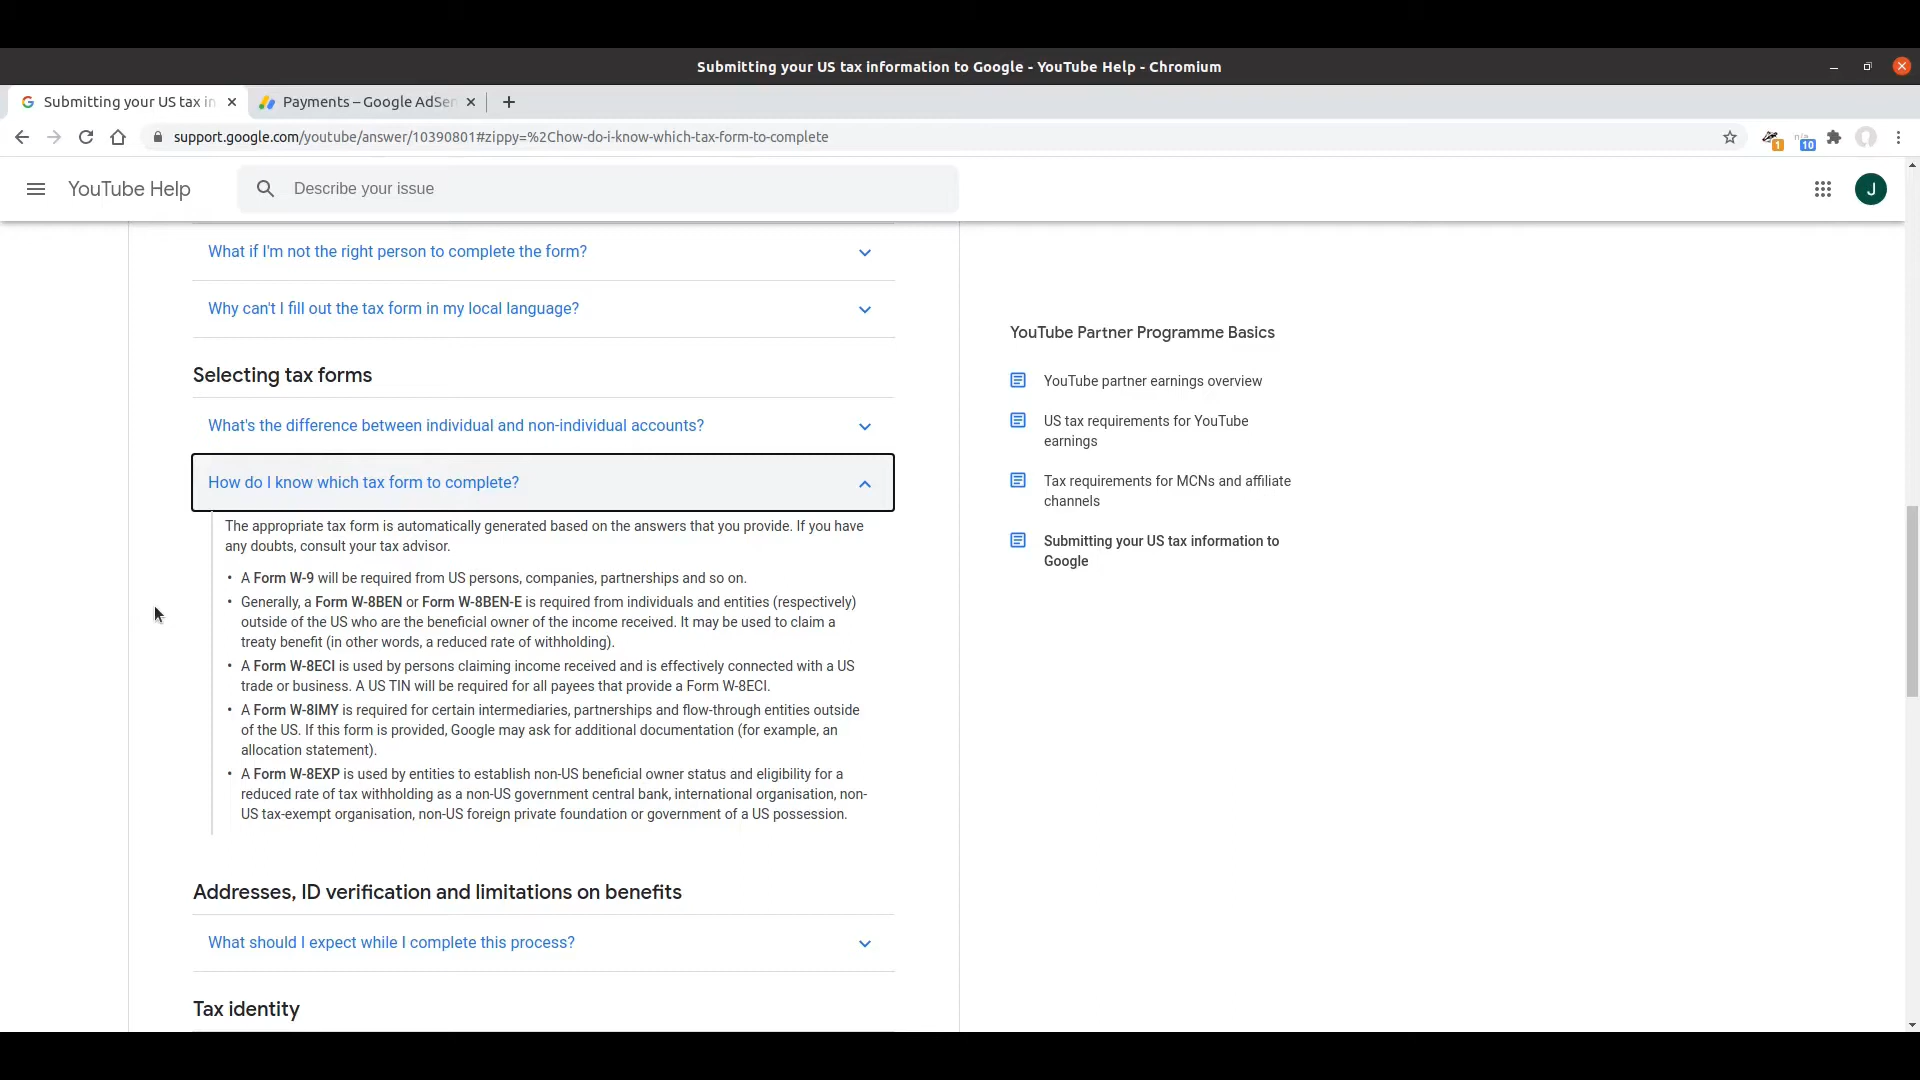 Submitting your US tax information to Google - YouTube Help - Chromium
Submitting your US tax in
Payments – Google AdSen
support.google.com/youtube/answer/10390801#zippy=%2Chow-do-i-know-which-tax-form-to-complete
1
10
YouTube Help
Describe your issue
J
What if I'm not the right person to complete the form?
Why can't I fill out the tax form in my local language?
Selecting tax forms
What's the difference between individual and non-individual accounts?
How do I know which tax form to complete?
The appropriate tax form is automatically generated based on the answers that you provide. If you have
any doubts, consult your tax advisor.
• A Form W-9 will be required from US persons, companies, partnerships and so on.
• Generally, a Form W-8BEN or Form W-8BEN-E is required from individuals and entities (respectively)
outside of the US who are the beneficial owner of the income received. It may be used to claim a
treaty benefit (in other words, a reduced rate of withholding).
• A Form W-8ECI is used by persons claiming income received and is effectively connected with a US
trade or business. A US TIN will be required for all payees that provide a Form W-8ECI.
• A Form W-8IMY is required for certain intermediaries, partnerships and flow-through entities outside
of the US. If this form is provided, Google may ask for additional documentation (for example, an
allocation statement).
• A Form W-8EXP is used by entities to establish non-US beneficial owner status and eligibility for a
reduced rate of tax withholding as a non-US government central bank, international organisation, non-
US tax-exempt organisation, non-US foreign private foundation or government of a US possession.
Addresses, ID verification and limitations on benefits
What should I expect while I complete this process?
Tax identity
YouTube Partner Programme Basics
YouTube partner earnings overview
US tax requirements for YouTube
earnings
Tax requirements for MCNs and affiliate
channels
Submitting your US tax information to
Google